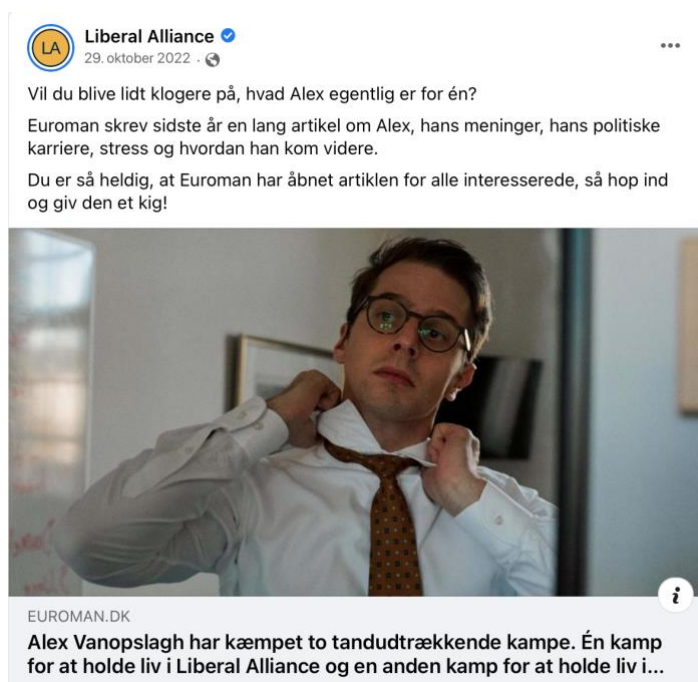 LA
Liberal Alliance
29. oktober 2022 ·
Vil du blive lidt klogere på, hvad Alex egentlig er for én?
Euroman skrev sidste år en lang artikel om Alex, hans meninger, hans politiske
karriere, stress og hvordan han kom videre.
Du er så heldig, at Euroman har åbnet artiklen for alle interesserede, så hop ind
og giv den et kig!
EUROMAN.DK
Alex Vanopslagh har kæmpet to tandudtrækkende kampe. Én kamp
for at holde liv i Liberal Alliance og en anden kamp for at holde liv i...